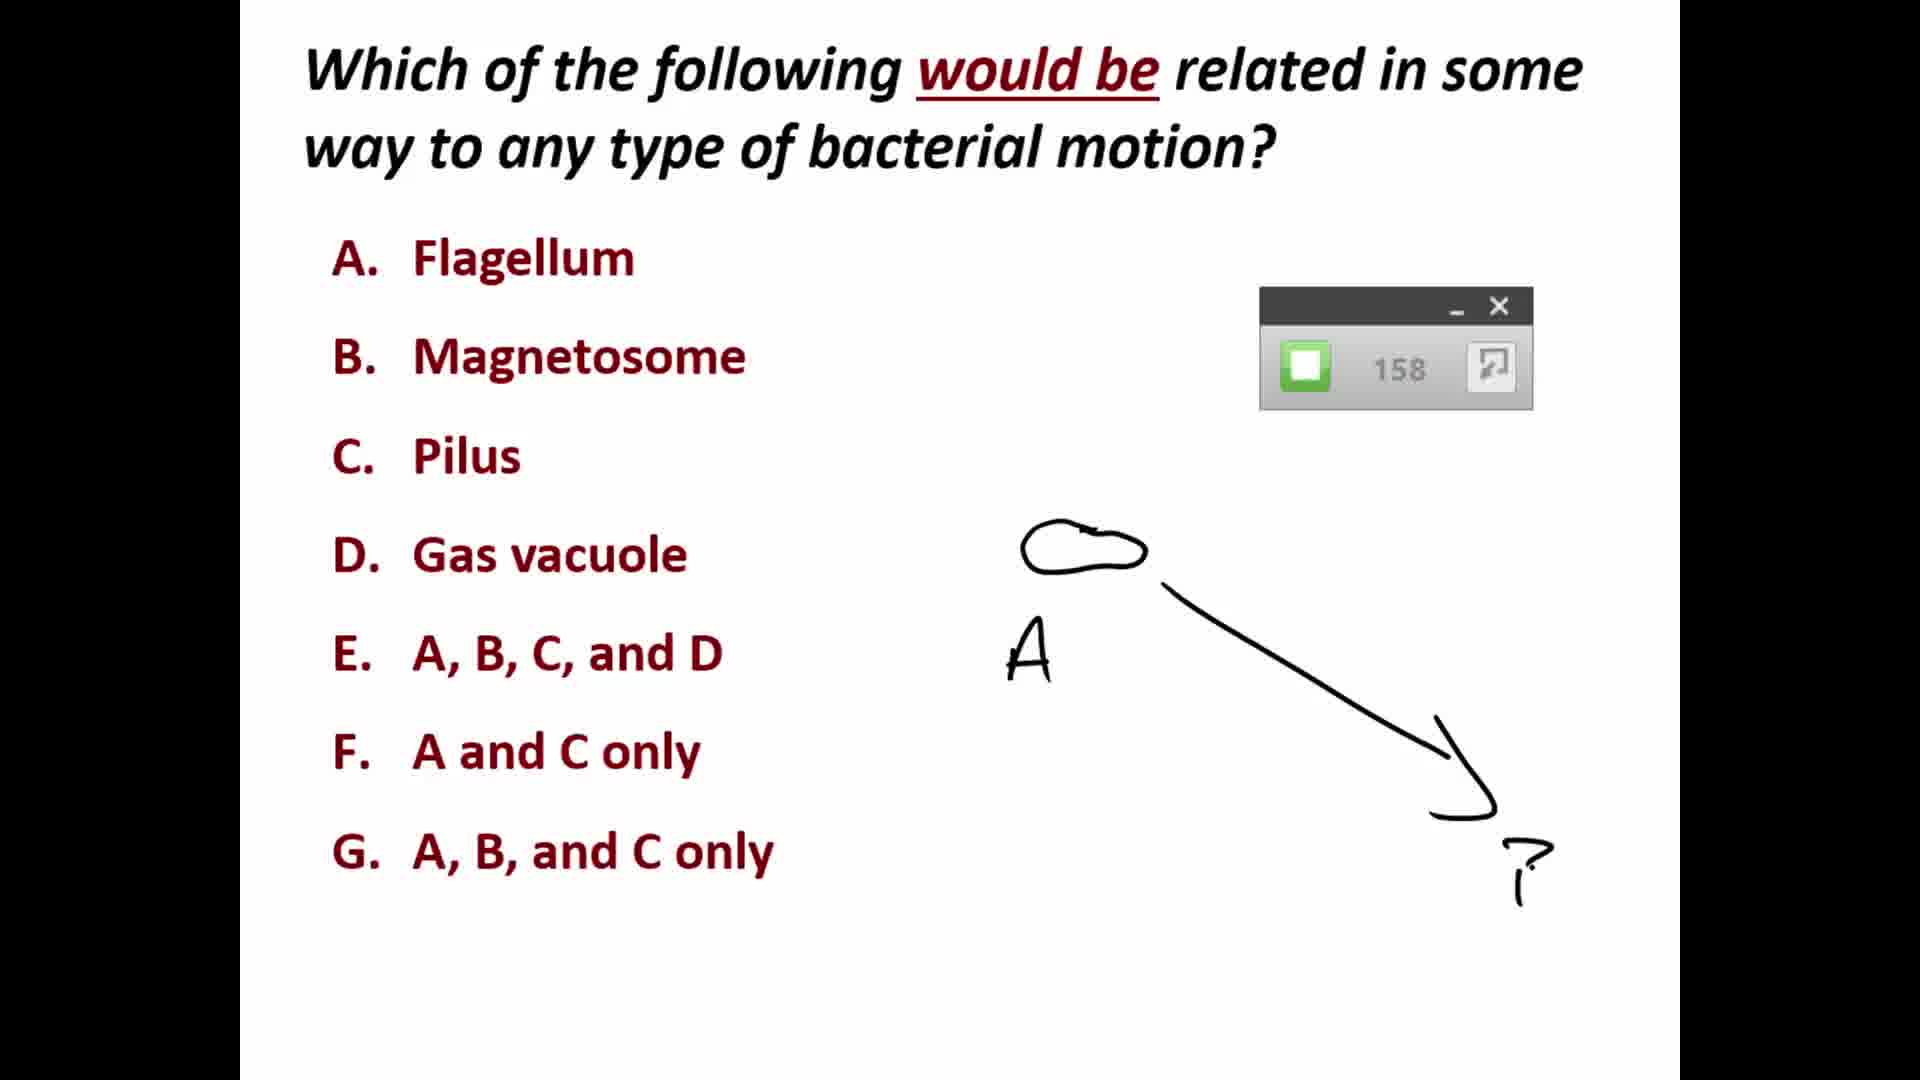 Which of the following would be related in some
way to any type of bacterial motion?
A. Flagellum
B. Magnetosome
C. Pilus
D. Gas vacuole
E. A, B, C, and D
F. A and C only
G. A, B, and C only
158
A
?